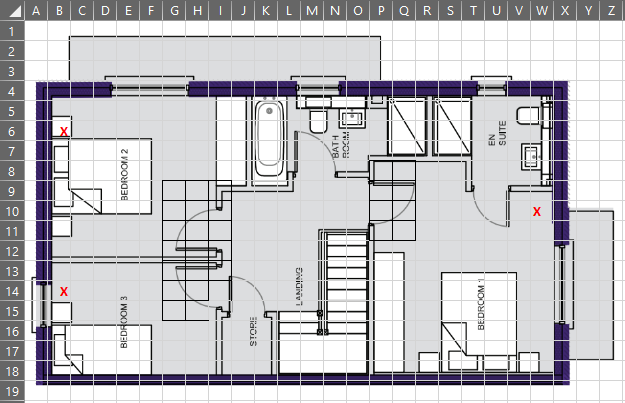 A B C D E F G H I J K L M N O P Q R S T U V W X Y Z
1
2
3
4
5
6
7
8
9
10
11
12
13
14
15
16
17
18
19
X
BEDROOM 2
BATH
ROOM
EN
SUITE
X
X
BEDROOM 3
STORE
LANDING
BEDROOM 1